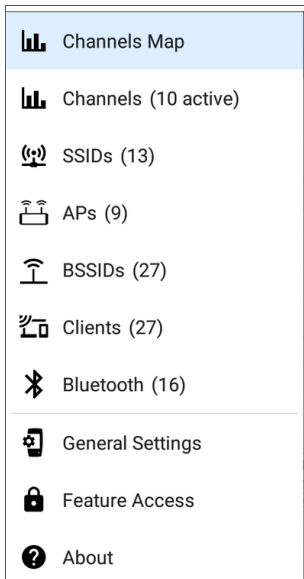 Channels Map
Channels (10 active)
SSIDs (13)
APs (9)
BSSIDs (27)
Clients (27)
Bluetooth (16)
General Settings
Feature Access
About